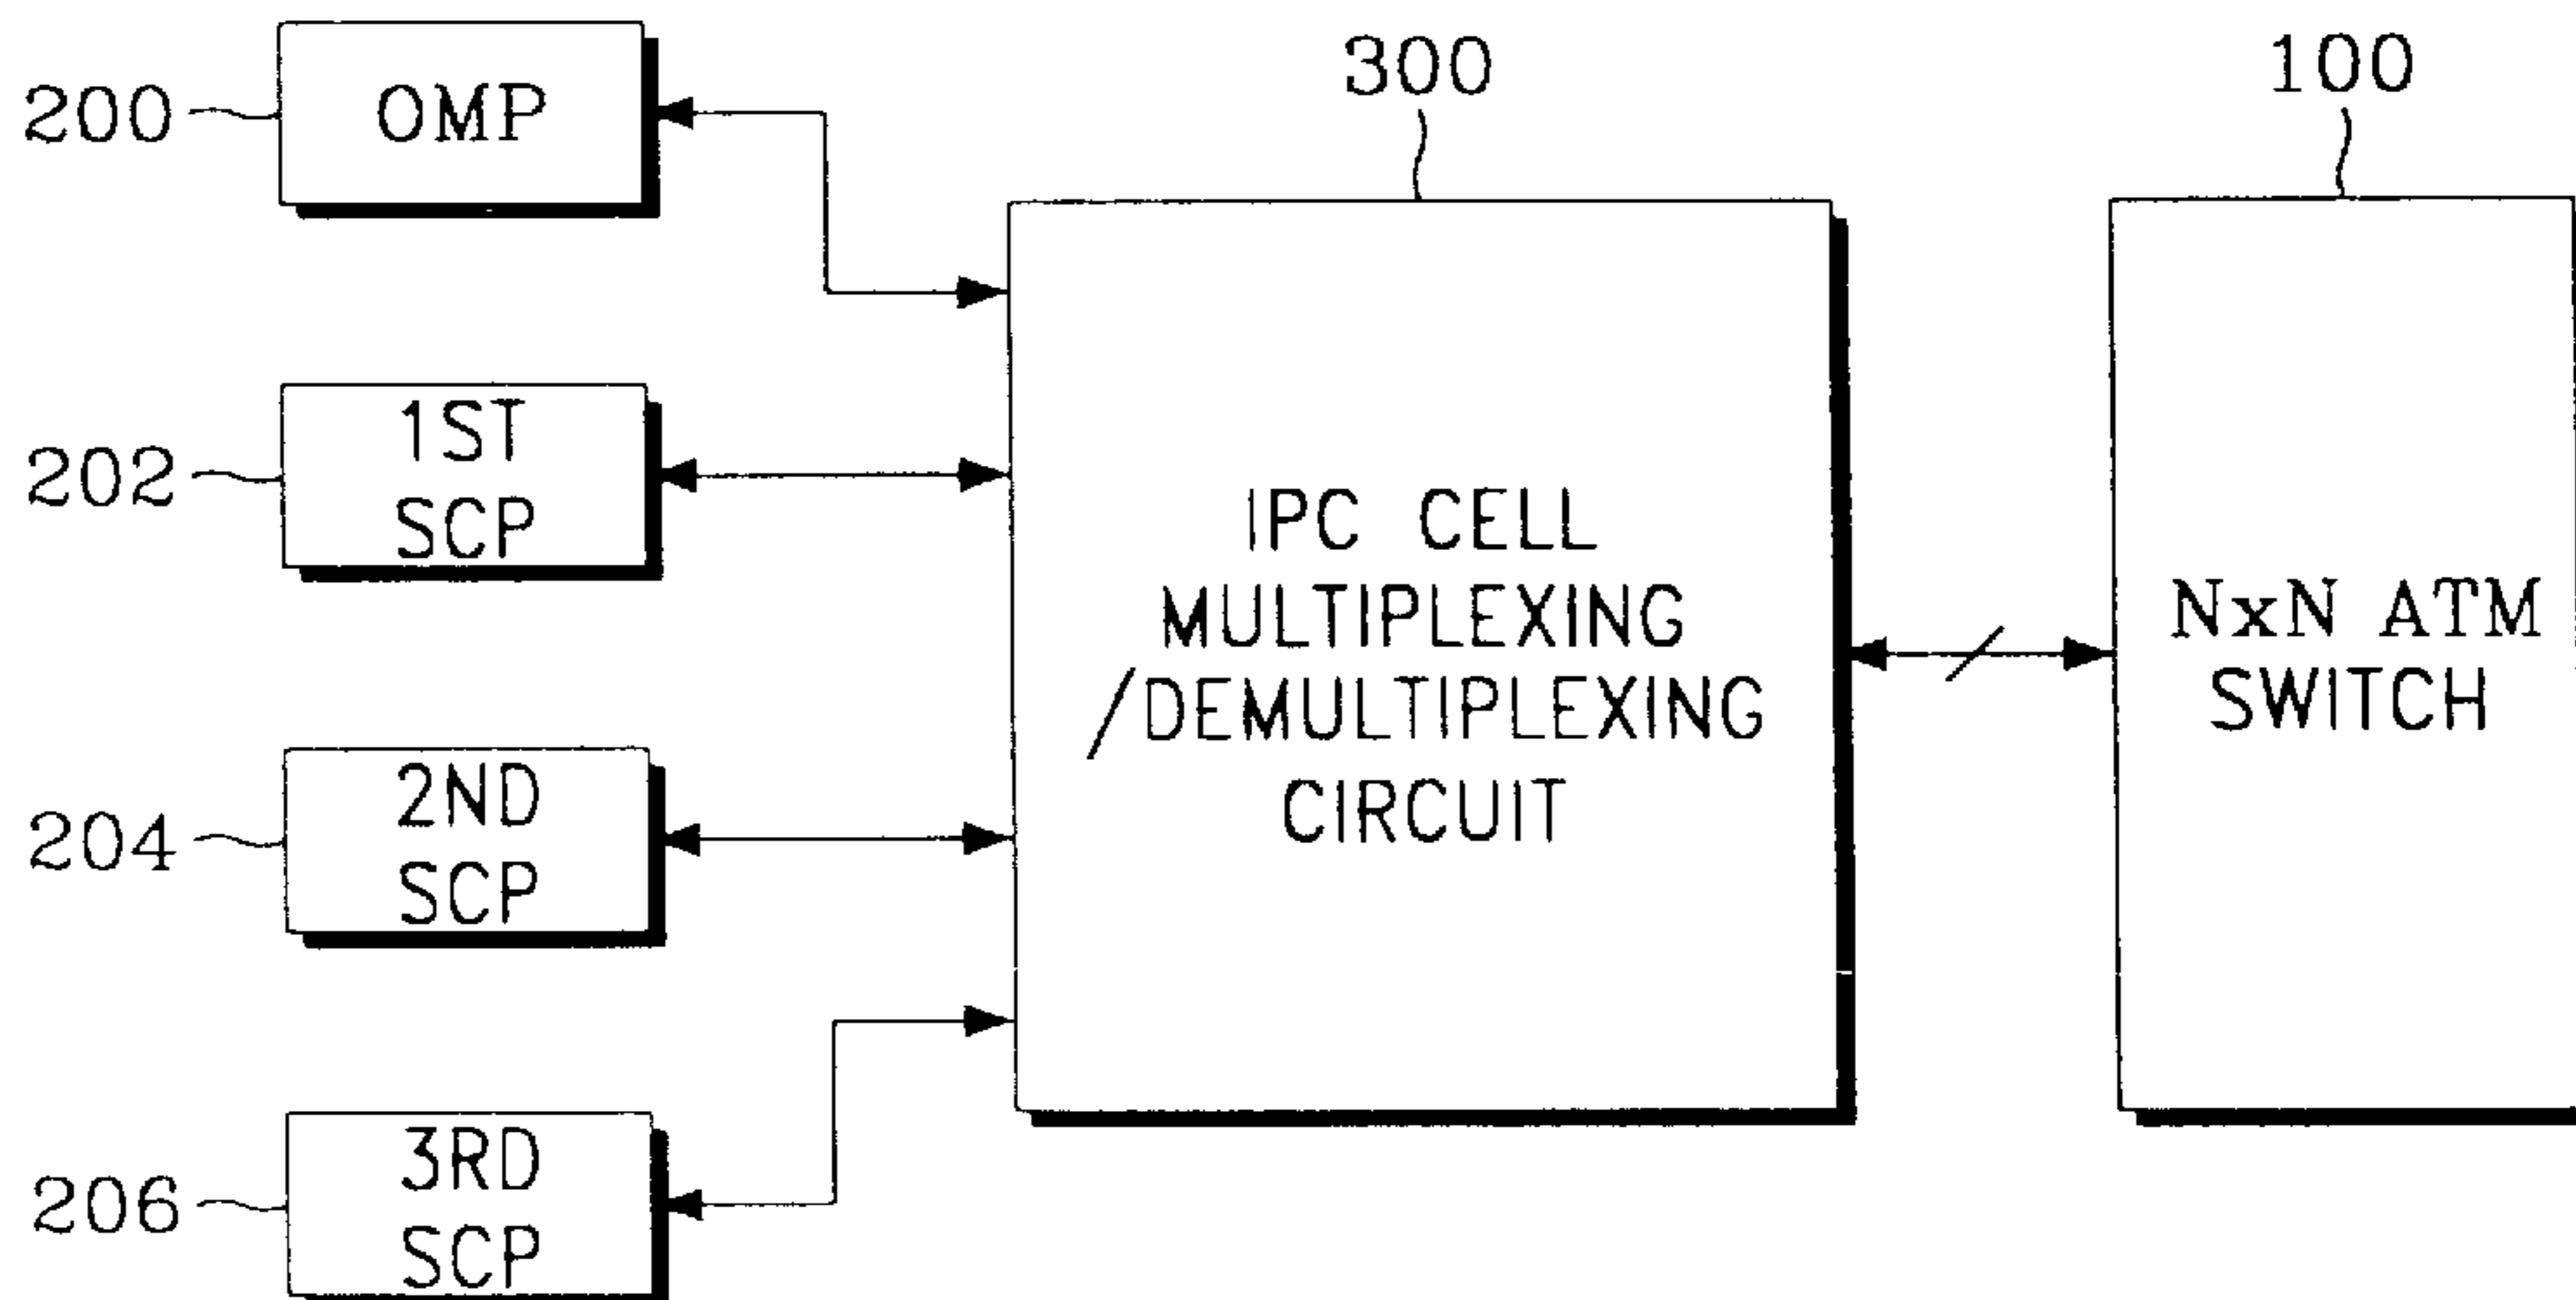 300
100
200
OMP
202
1ST
SCP
204
2ND
SCP
206
3RD
SCP
IPC CELL
MULTIPLEXING
/DEMULTIPLEXING
CIRCUIT
NxN ATM
SWITCH